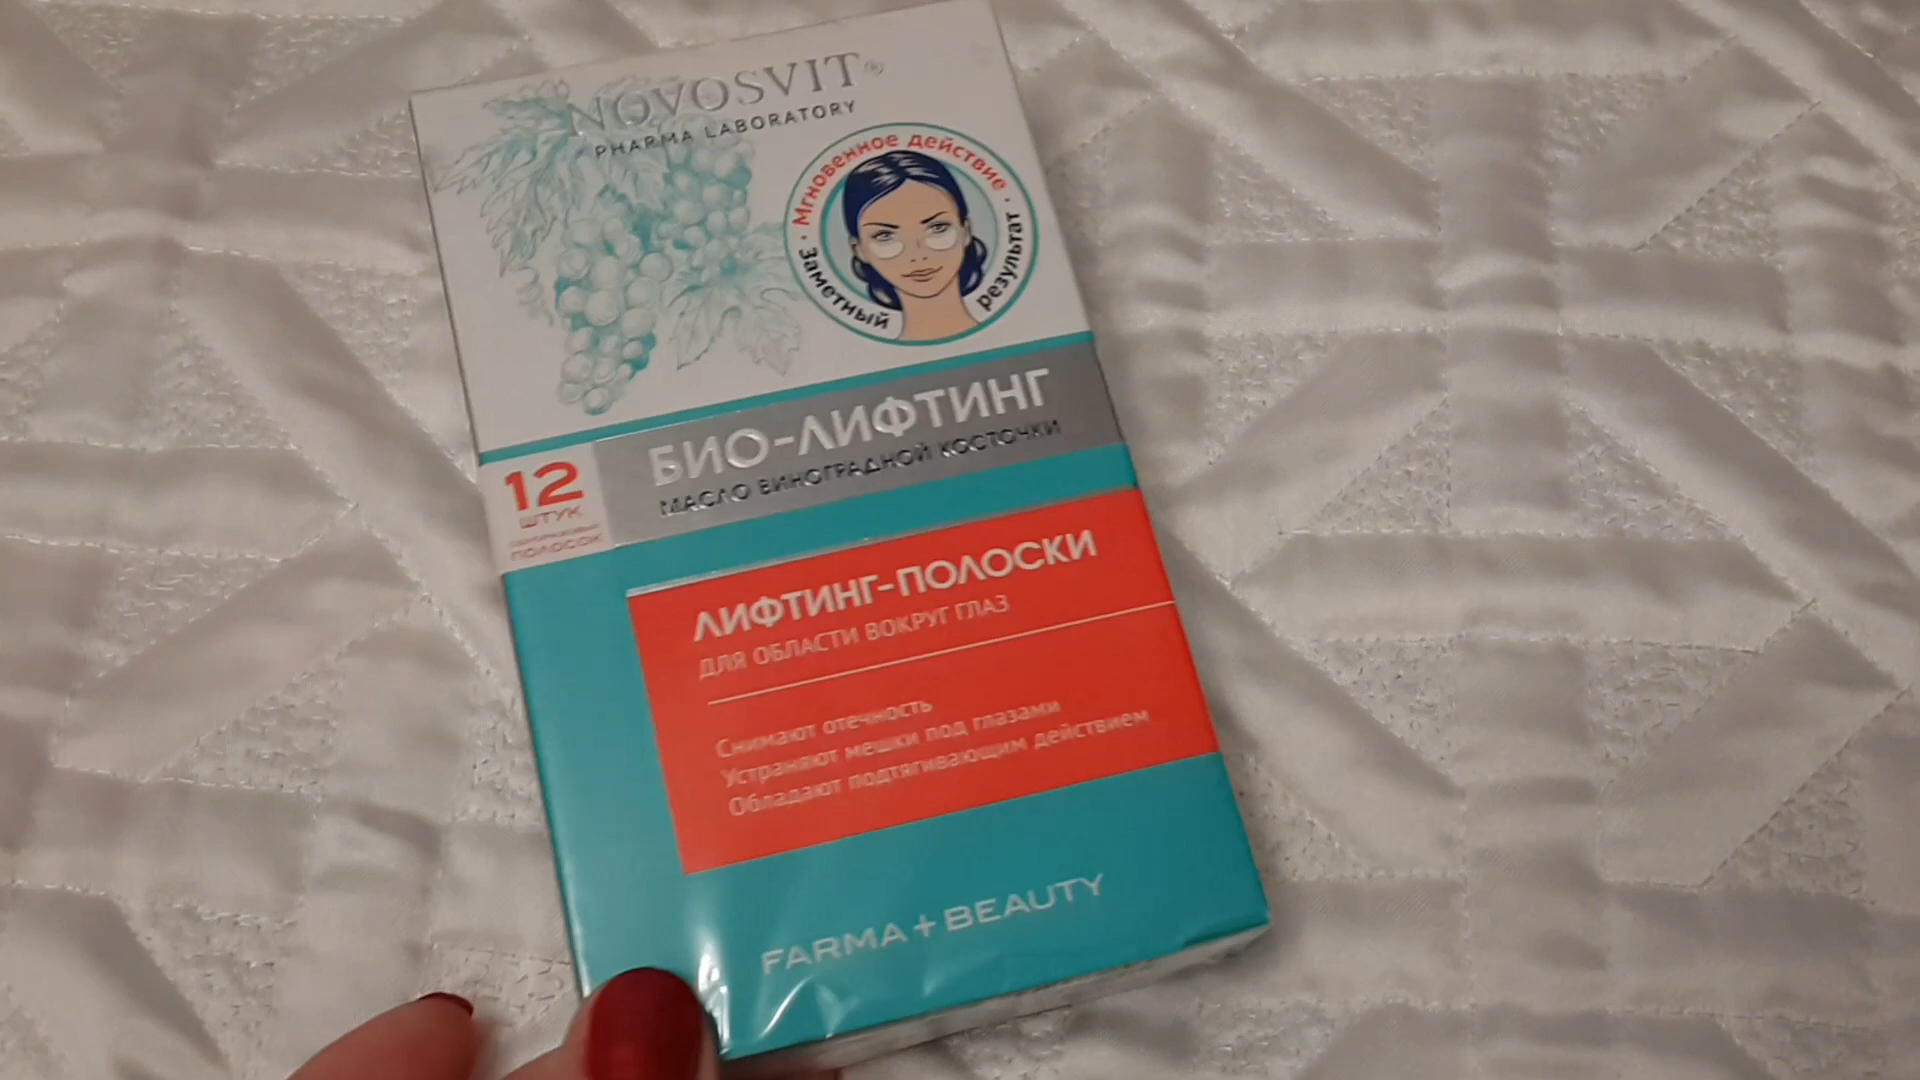 NOVOSVIT®
PHARMA LABORATORY
Мгновенное действие
Заметный результат
БИО-ЛИФТИНГ
МАСЛО ВИНОГРАДНОЙ КОСТОЧКИ
12
ШТУК
ПОЛОСОК
ЛИФТИНГ-ПОЛОСКИ
ДЛЯ ОБЛАСТИ ВОКРУГ ГЛАЗ
Снимают отечность
Устраняют мешки под глазами
Обладают подтягивающим действием
FARMA + BEAUTY